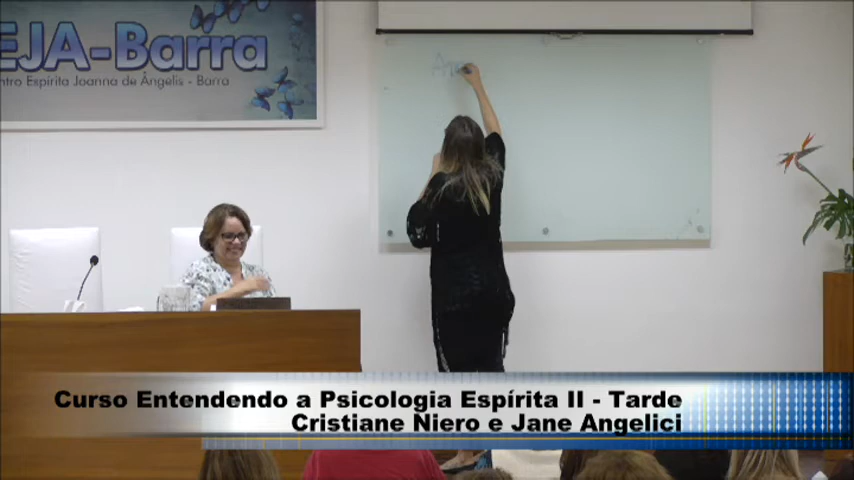 EJA-Barra
ntro Espírita Joanna de Ângelis - Barra
Curso Entendendo a Psicologia Espírita II - Tarde
Cristiane Niero e Jane Angelici